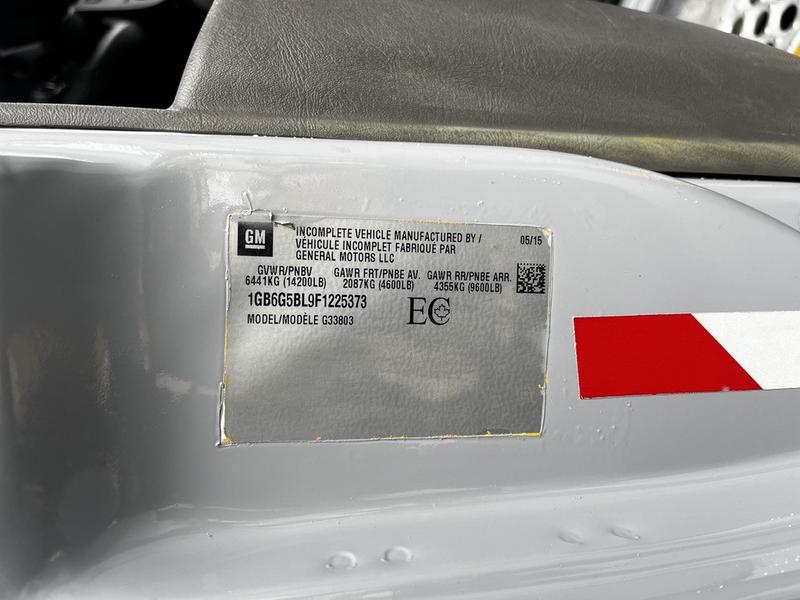 GM
INCOMPLETE VEHICLE MANUFACTURED BY /
VÉHICULE INCOMPLET FABRIQUÉ PAR
GENERAL MOTORS LLC
05/15
GVWR/PNBV GAWR FRT/PNBE AV. GAWR RR/PNBE ARR.
6441KG (14200LB) 2087KG (4600LB) 4355KG (9600LB)
1GB6G5BL9F1225373
EC
MODEL/MODÈLE G33803